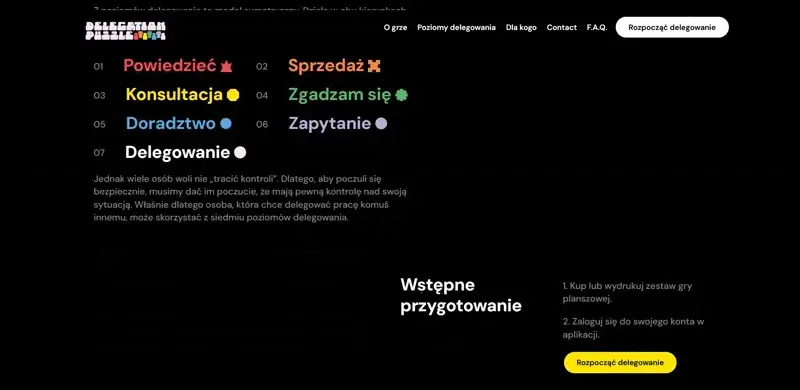 DELEGATION
PUZZLE
O grze
Poziomy delegowania
Dla kogo
Contact
F.A.Q.
Rozpocząć delegowanie
01 Powiedzieć
02 Sprzedaż
03 Konsultacja
04 Zgadzam się
05 Doradztwo
06 Zapytanie
07 Delegowanie
Jednak wiele osób woli nie „tracić kontroli”. Dlatego, aby poczuli się
bezpiecznie, musimy dać im poczucie, że mają pewną kontrolę nad swoją
sytuacją. Właśnie dlatego osoba, która chce delegować pracę komuś
innemu, może skorzystać z siedmiu poziomów delegowania.
Wstępne
przygotowanie
1. Kup lub wydrukuj zestaw gry
planszowej.
2. Zaloguj się do swojego konta w
aplikacji.
Rozpocząć delegowanie